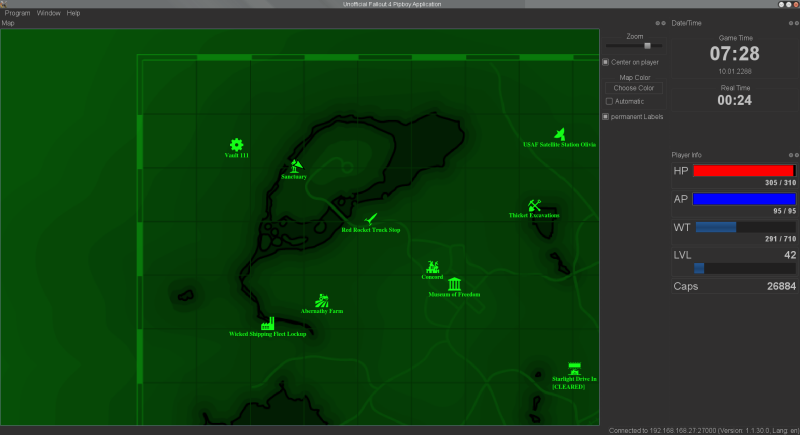 Unofficial Fallout 4 Pipboy Application
Program Window Help
Map
Vault 111
Sanctuary
USAF Satellite Station Olivia
Red Rocket Truck Stop
Thicket Excavations
Concord
Museum of Freedom
Abernathy Farm
Wicked Shipping Fleet Lockup
Starlight Drive In
[CLEARED]
Zoom
Center on player
Map Color
Choose Color
Automatic
permanent Labels
Date/Time
Game Time
07:28
10.01.2288
Real Time
00:24
Player Info
HP
305 / 310
AP
95 / 95
WT
291 / 710
LVL 42
Caps 26884
Connected to 192.168.168.27.27000 (Version: 1.1.30.0, Lang: en)